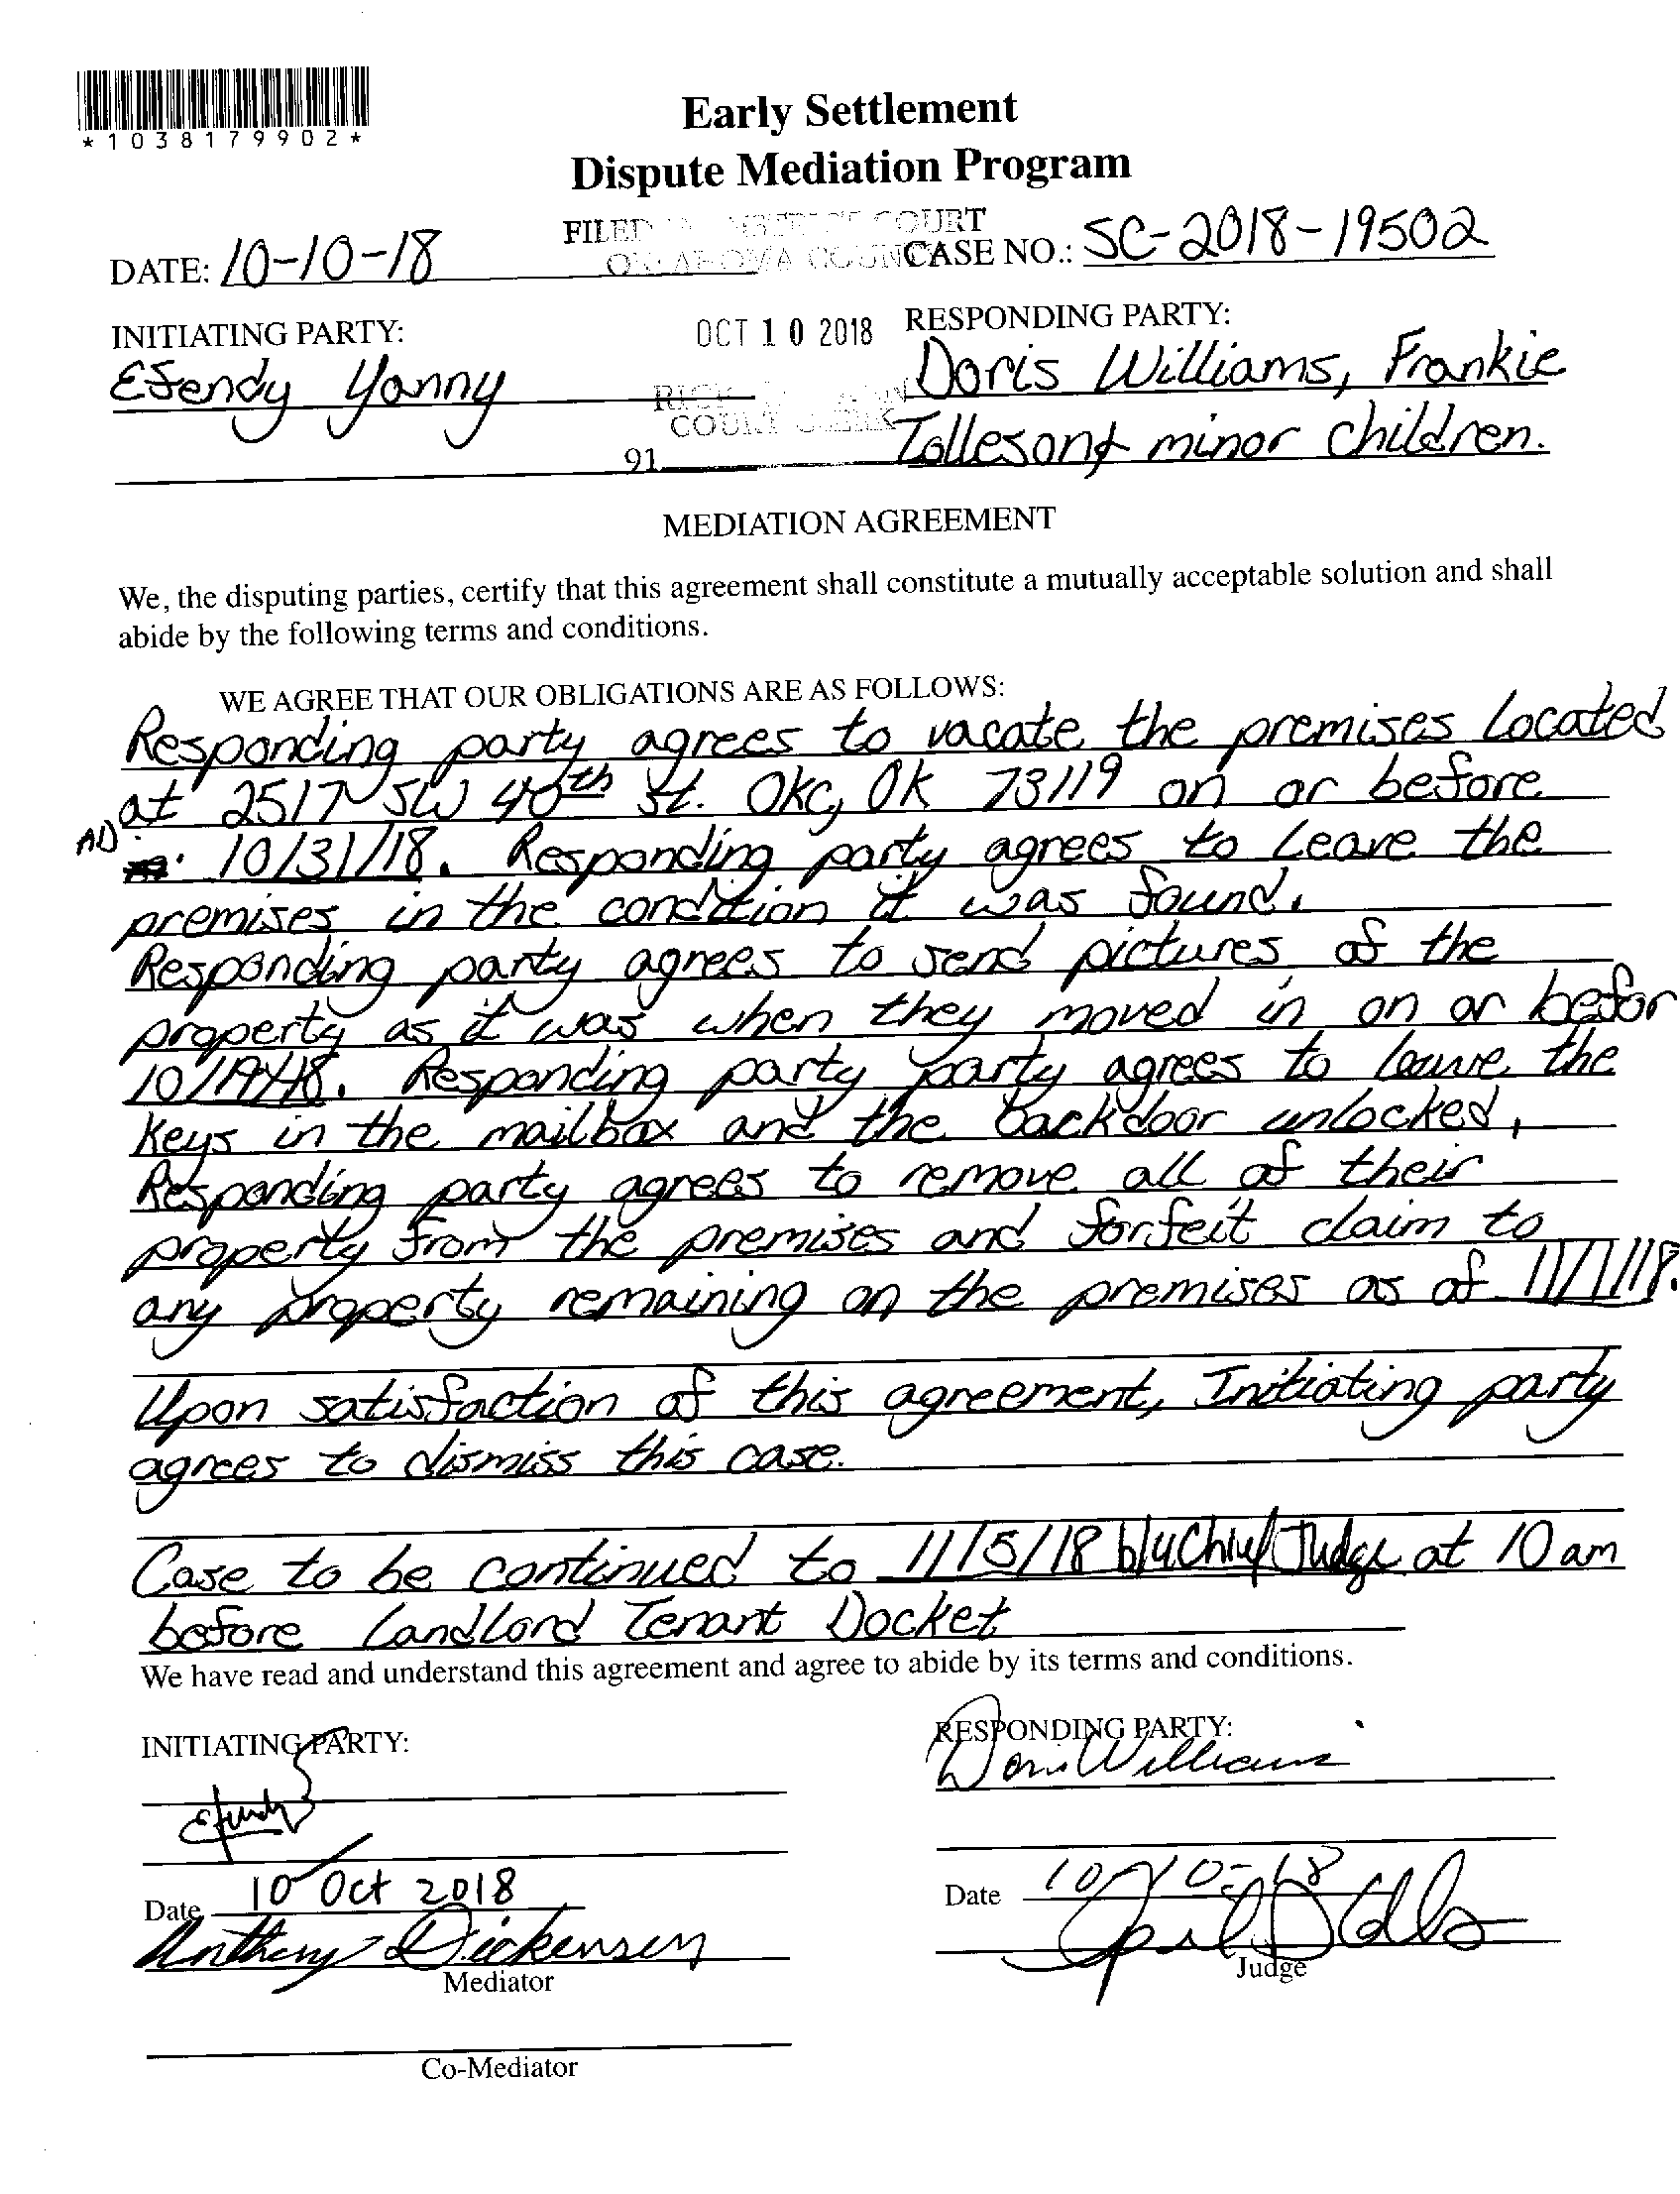 *1038179902*
Early Settlement
Dispute Mediation Program
FILED COURT
DATE: 10-10-18 CASE NO.: SC-2018-19502
INITIATING PARTY: OCT 10 2018 RESPONDING PARTY:
Efendy Yanny Doris Williams, Frankie
COURT CLERK Tolleson & minor children.
91
MEDIATION AGREEMENT
We, the disputing parties, certify that this agreement shall constitute a mutually acceptable solution and shall
abide by the following terms and conditions.
WE AGREE THAT OUR OBLIGATIONS ARE AS FOLLOWS:
Responding party agrees to vacate the premises located
at 2517 SW 40th St. OKC, OK 73119 on or before
AD 10/31/18. Responding party agrees to leave the
premises in the condition it was found.
Responding party agrees to send pictures of the
property as it was when they moved in on or befor
10/19/18. Responding party party agrees to leave the
keys in the mailbox and the backdoor unlocked.
Responding party agrees to remove all of their
property from the premises and forfeit claim to
any property remaining on the premises as of 11/1/18.
Upon satisfaction of this agreement, Initiating party
agrees to dismiss this case.
Case to be continued to 11/5/18 b/4 Chief Judge at 10 am
before Landlord Tenant Docket
We have read and understand this agreement and agree to abide by its terms and conditions.
INITIATING PARTY: RESPONDING PARTY:
Doris Williams
Efendy
Date 10 Oct 2018 Date 10-10-18
Anthony Dickensen
Mediator Judge
Co-Mediator